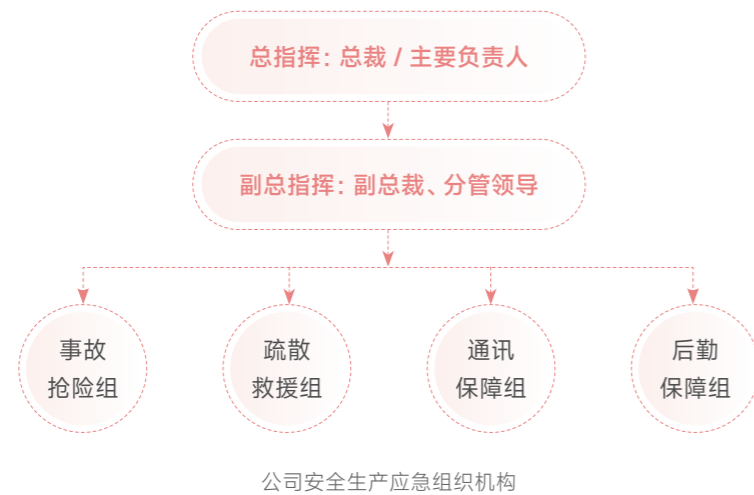 总指挥：总裁 / 主要负责人
副总指挥：副总裁、分管领导
事故
抢险组
疏散
救援组
通讯
保障组
后勤
保障组
公司安全生产应急组织机构